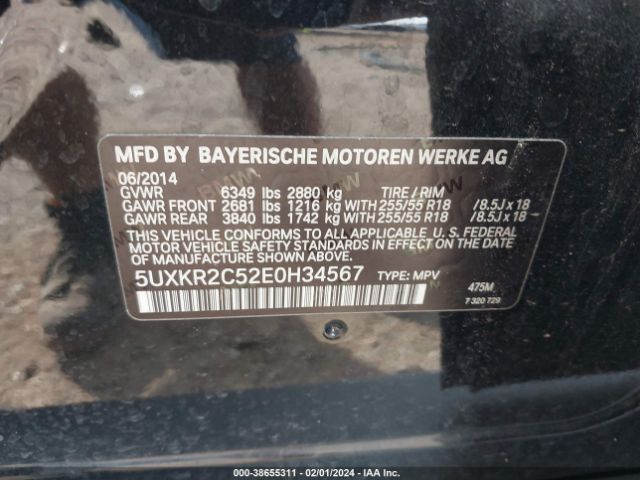 MFD BY BAYERISCHE MOTOREN WERKE AG
06/2014
GVWR 6349 lbs 2880 kg TIRE / RIM
GAWR FRONT 2681 lbs 1216 kg WITH 255/55 R18 /8.5J x 18
GAWR REAR 3840 lbs 1742 kg WITH 255/55 R18 /8.5J x 18
THIS VEHICLE CONFORMS TO ALL APPLICABLE U. S. FEDERAL
MOTOR VEHICLE SAFETY STANDARDS IN EFFECT ON THE DATE
OF MANUFACTURE SHOWN ABOVE.
5UXKR2C52E0H34567 TYPE: MPV 475M
7 320 729
000-38655311 - 02/01/2024 - IAA Inc.